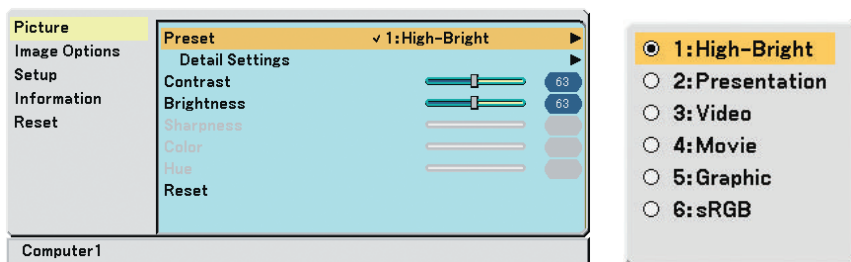 Picture
Image Options
Setup
Information
Reset
Preset ✓ 1:High-Bright ▶
Detail Settings ▶
Contrast 63
Brightness 63
Sharpness
Color
Hue
Reset
Computer1
1:High-Bright
2:Presentation
3:Video
4:Movie
5:Graphic
6:sRGB